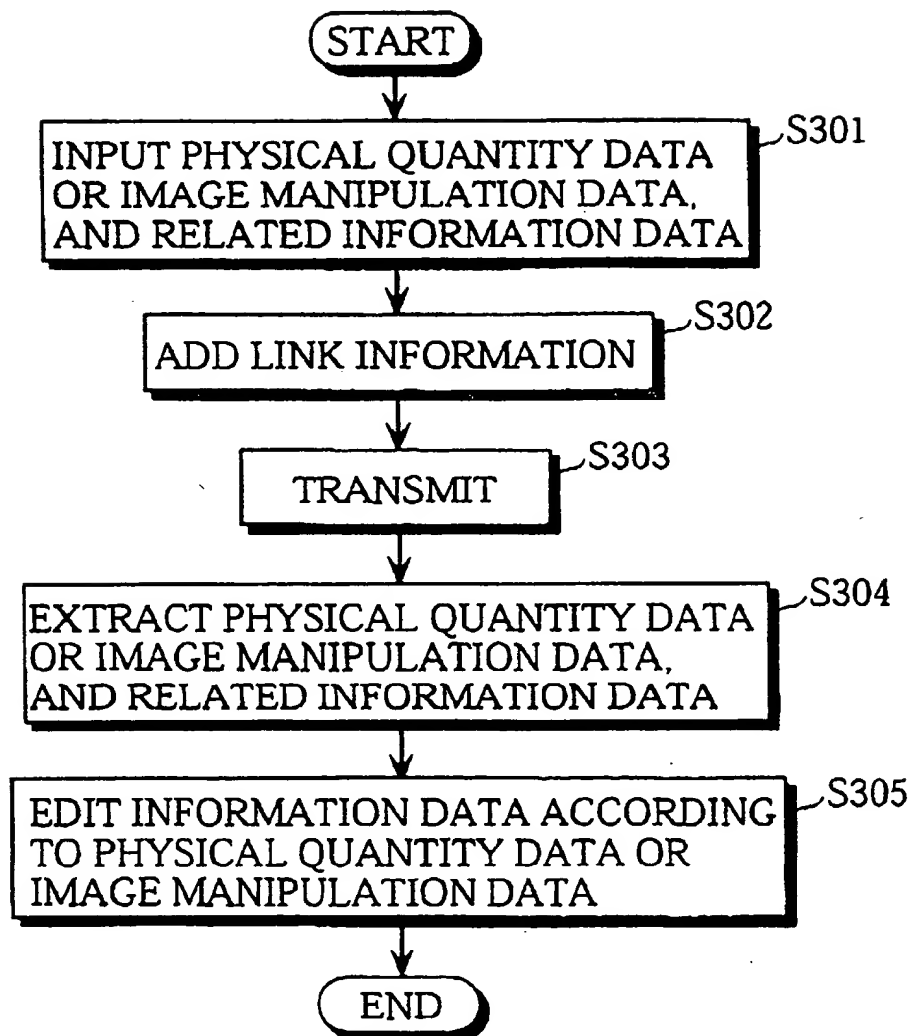 START
S301
INPUT PHYSICAL QUANTITY DATA
OR IMAGE MANIPULATION DATA,
AND RELATED INFORMATION DATA
S302
ADD LINK INFORMATION
S303
TRANSMIT
S304
EXTRACT PHYSICAL QUANTITY DATA
OR IMAGE MANIPULATION DATA,
AND RELATED INFORMATION DATA
S305
EDIT INFORMATION DATA ACCORDING
TO PHYSICAL QUANTITY DATA OR
IMAGE MANIPULATION DATA
END